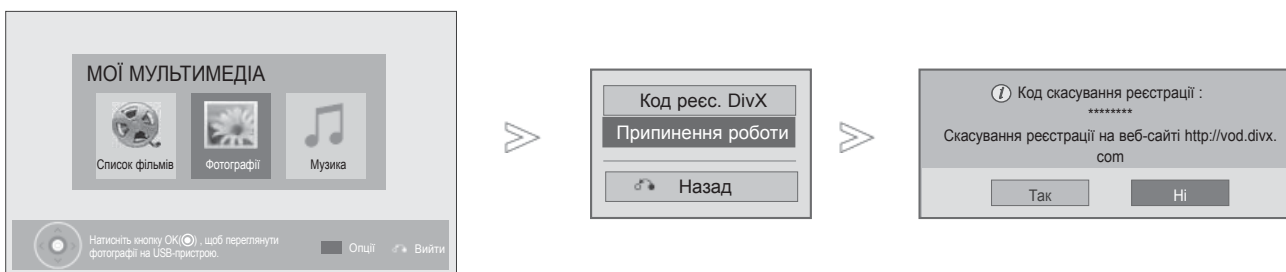 МОЇ МУЛЬТИМЕДІА
Список фільмів
Фотографії
Музика
Натисніть кнопку OK(◉) , щоб переглянути
фотографії на USB-пристрою.
Опції
Вийти
Код реєс. DivX
Припинення роботи
Назад
Код скасування реєстрації :
********
Скасування реєстрації на веб-сайті http://vod.divx.
com
Так
Ні